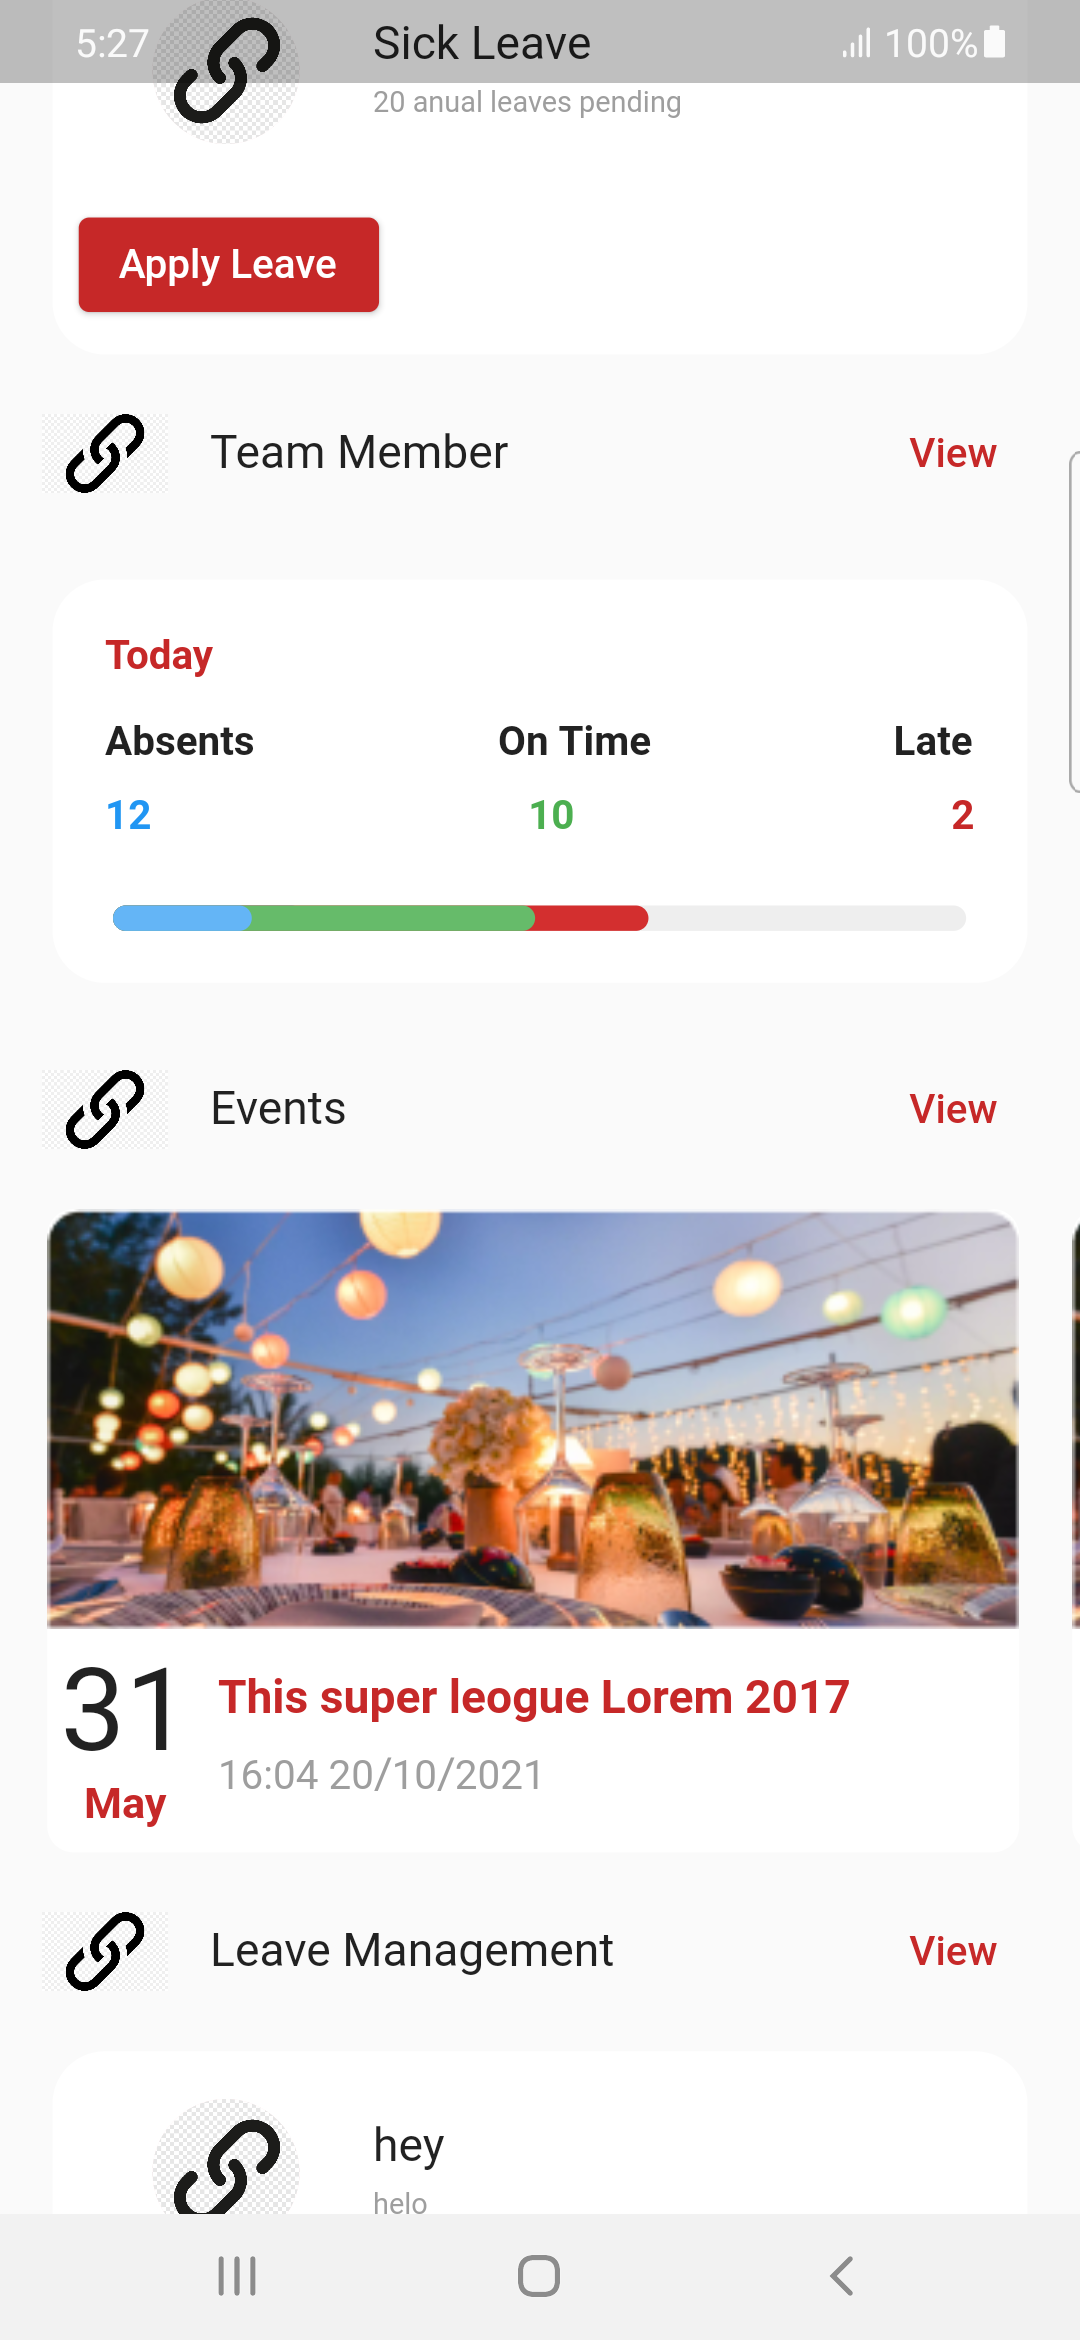 5:27
100%
Sick Leave
20 anual leaves pending
Apply Leave
Team Member
View
Today
Absents
On Time
Late
12
10
2
Events
View
31
May
This super leogue Lorem 2017
16:04 20/10/2021
Leave Management
View
hey
helo